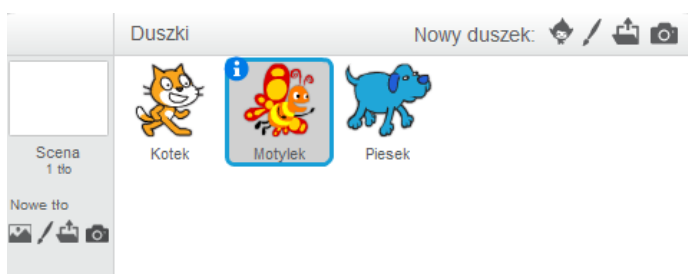 Duszki
Nowy duszek:
Scena
1 tło
Nowe tło
Kotek
Motylek
Piesek